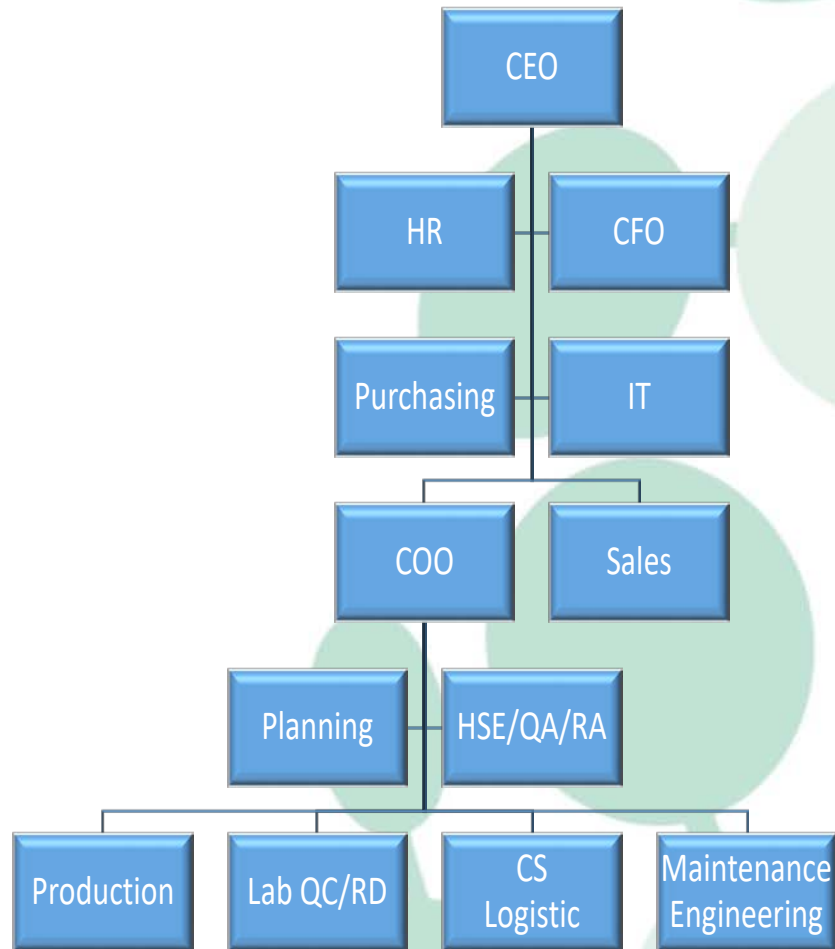 CEO
HR
CFO
Purchasing
IT
COO
Sales
Planning
HSE/QA/RA
Production
Lab QC/RD
CS
Logistic
Maintenance
Engineering